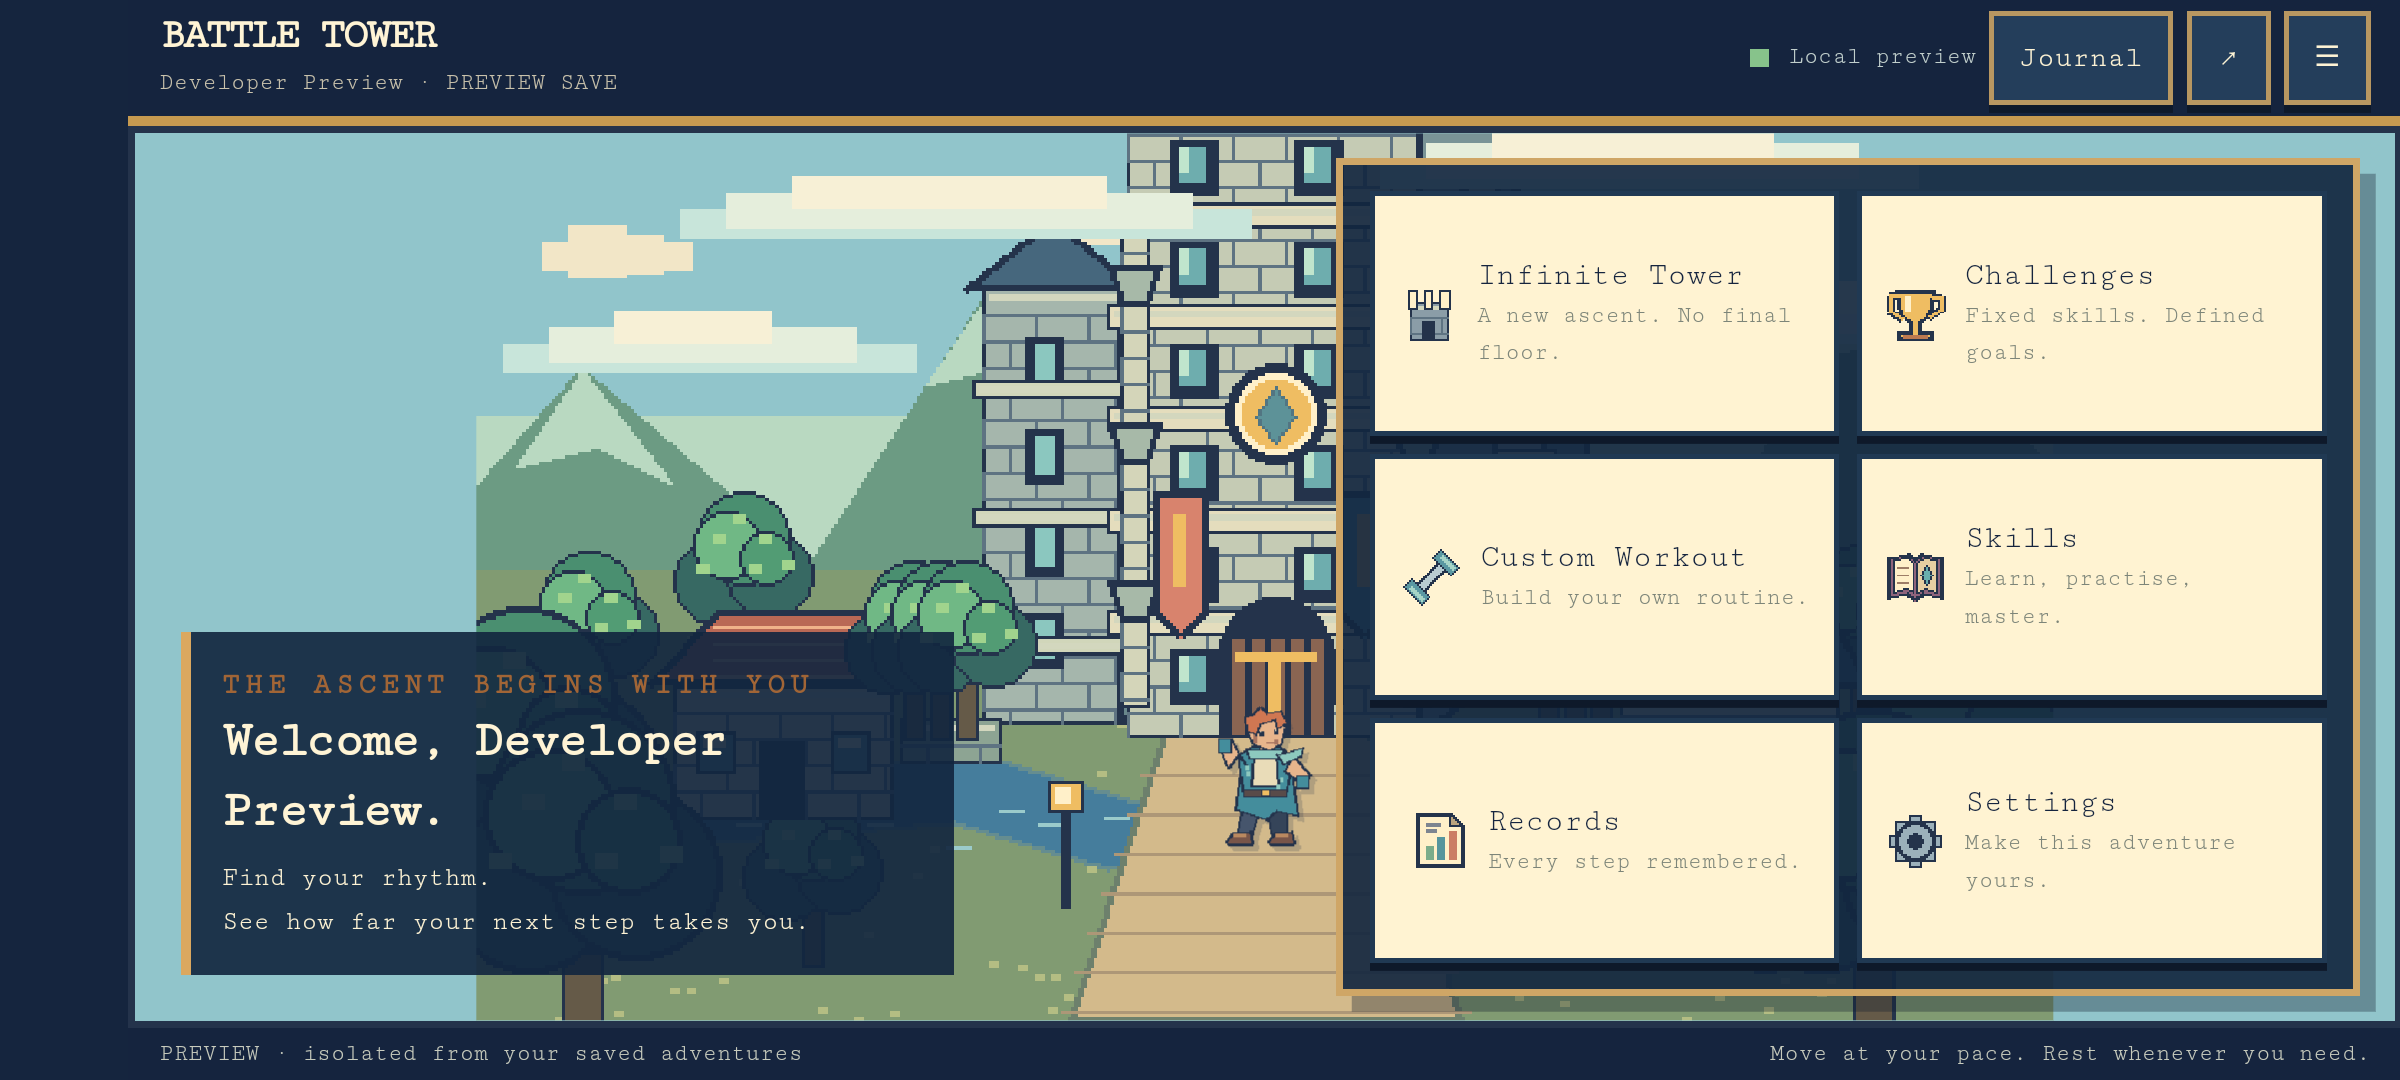 BATTLE TOWER
Developer Preview · PREVIEW SAVE
Local preview
Journal
↗
☰
Infinite Tower
A new ascent. No final
floor.
Challenges
Fixed skills. Defined
goals.
Custom Workout
Build your own routine.
Skills
Learn, practise,
master.
Records
Every step remembered.
Settings
Make this adventure
yours.
THE ASCENT BEGINS WITH YOU
Welcome, Developer
Preview.
Find your rhythm.
See how far your next step takes you.
PREVIEW · isolated from your saved adventures
Move at your pace. Rest whenever you need.